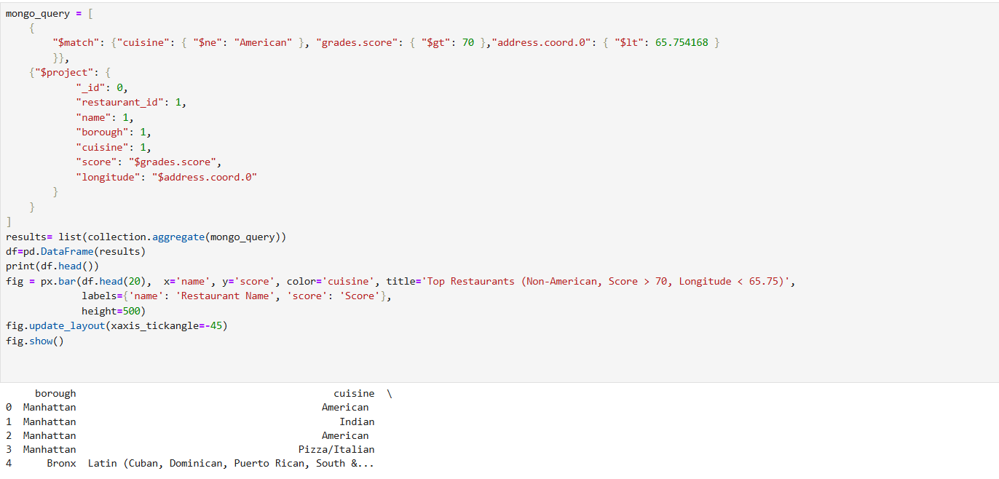 mongo_query = [
    {
        "$match": {"cuisine": { "$ne": "American" }, "grades.score": { "$gt": 70 },"address.coord.0": { "$lt": 65.754168 }
        }},
    {"$project": {
            "_id": 0,
            "restaurant_id": 1,
            "name": 1,
            "borough": 1,
            "cuisine": 1,
            "score": "$grades.score",
            "longitude": "$address.coord.0"
        }
    }
]
results= list(collection.aggregate(mongo_query))
df=pd.DataFrame(results)
print(df.head())
fig = px.bar(df.head(20),  x='name', y='score', color='cuisine', title='Top Restaurants (Non-American, Score > 70, Longitude < 65.75)',
             labels={'name': 'Restaurant Name', 'score': 'Score'},
             height=500)
fig.update_layout(xaxis_tickangle=-45)
fig.show()
     borough                                            cuisine  \
0  Manhattan                                          American
1  Manhattan                                             Indian
2  Manhattan                                          American
3  Manhattan                                      Pizza/Italian
4      Bronx  Latin (Cuban, Dominican, Puerto Rican, South &...